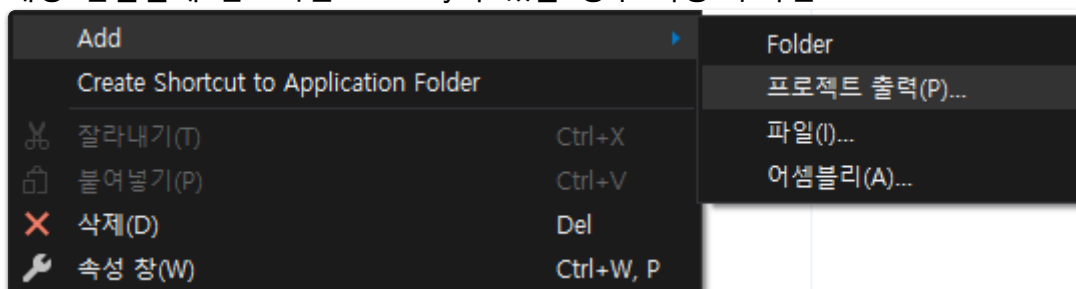 Add
Create Shortcut to Application Folder
잘라내기(T) Ctrl+X
붙여넣기(P) Ctrl+V
삭제(D) Del
속성 창(W) Ctrl+W, P
Folder
프로젝트 출력(P)...
파일(I)...
어셈블리(A)...